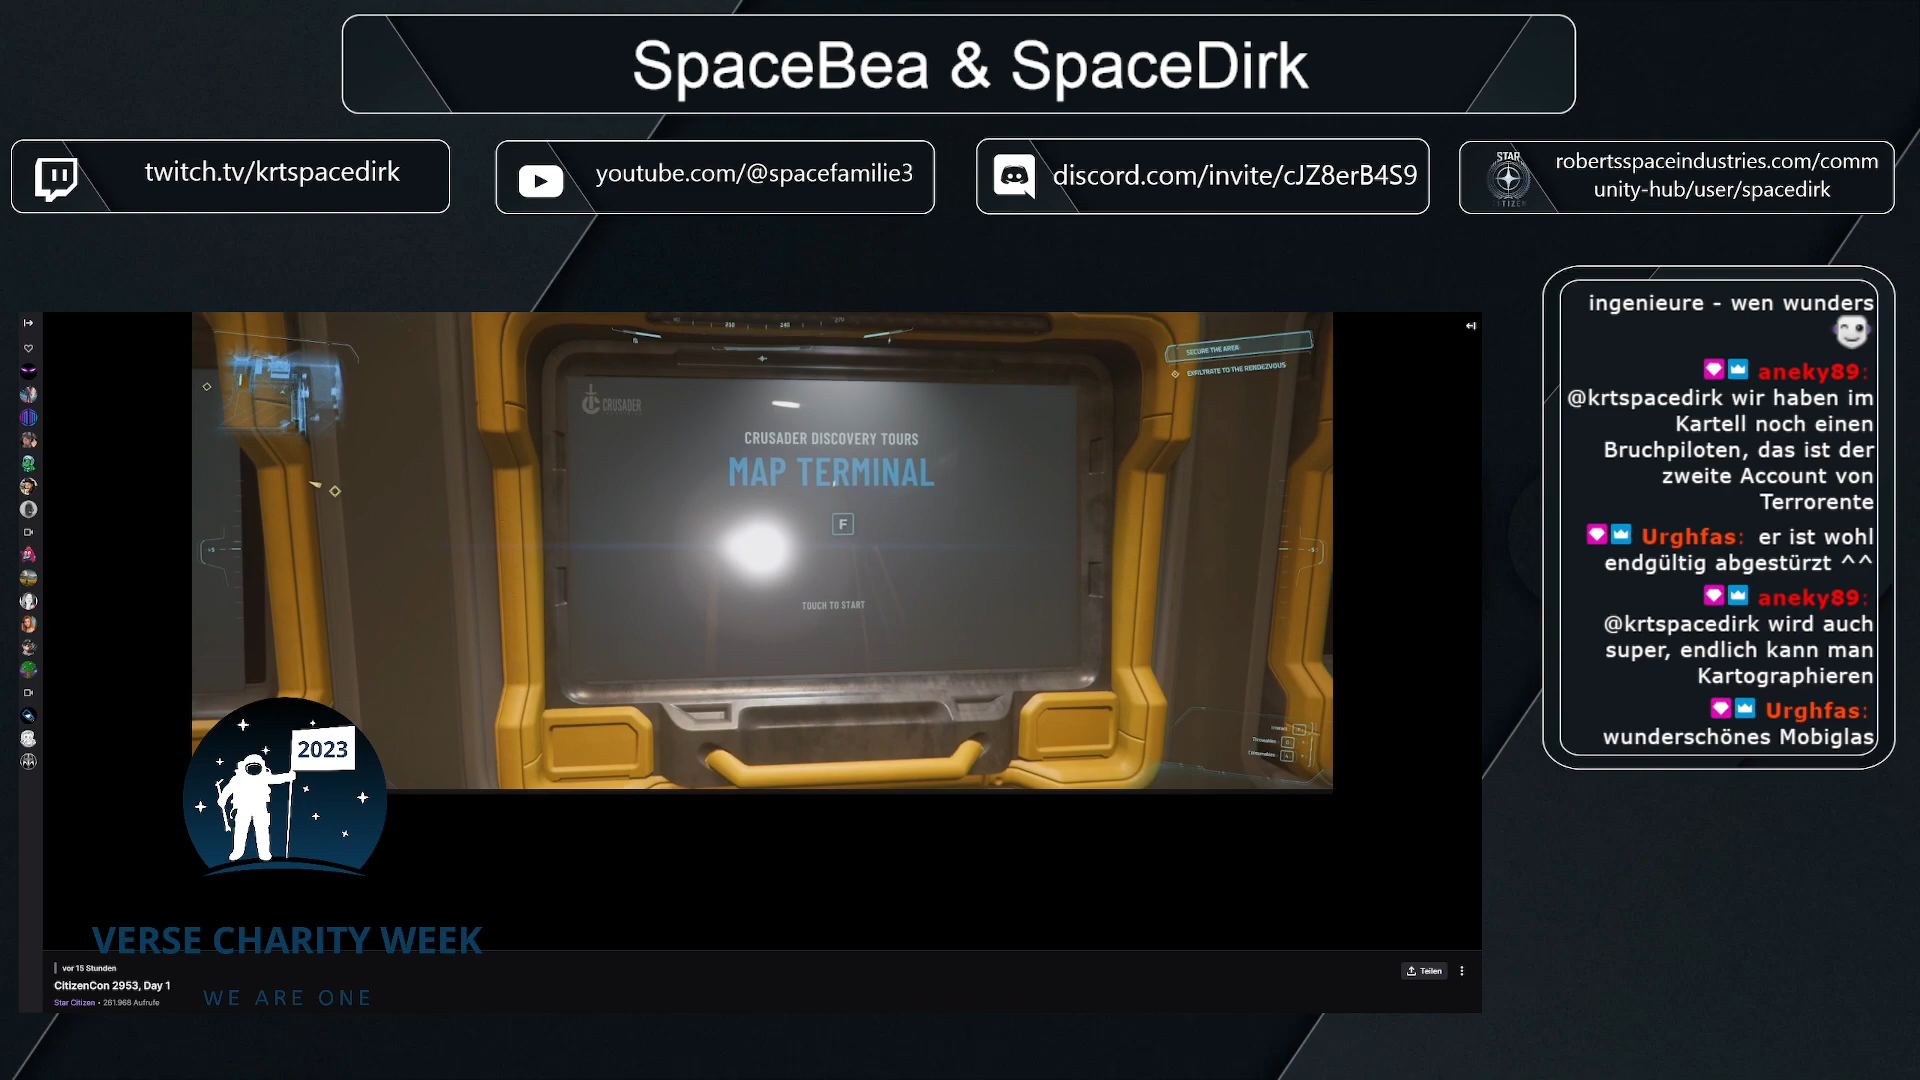 SpaceBea & SpaceDirk
twitch.tv/krtspacedirk
youtube.com/@spacefamilie3
discord.com/invite/cJZ8erB4S9
STAR
robertsspaceindustries.com/comm
unity-hub/user/spacedirk
ingenieure - wen wunders
aneky89:
@krtspacedirk wir haben im
Kartell noch einen
Bruchpiloten, das ist der
zweite Account von
Terrorente
Urghfas: er ist wohl
endgültig abgestürzt ^^
aneky89:
@krtspacedirk wird auch
super, endlich kann man
Kartographieren
Urghfas:
wunderschönes Mobiglas
SECURE THE AREA
EXFILTRATE TO THE RENDEZVOUS
CRUSADER
CRUSADER DISCOVERY TOURS
MAP TERMINAL
F
TOUCH TO START
2023
VERSE CHARITY WEEK
WE ARE ONE
vor 15 Stunden
CitizenCon 2953, Day 1
Star Citizen • 261.968 Aufrufe
Teilen